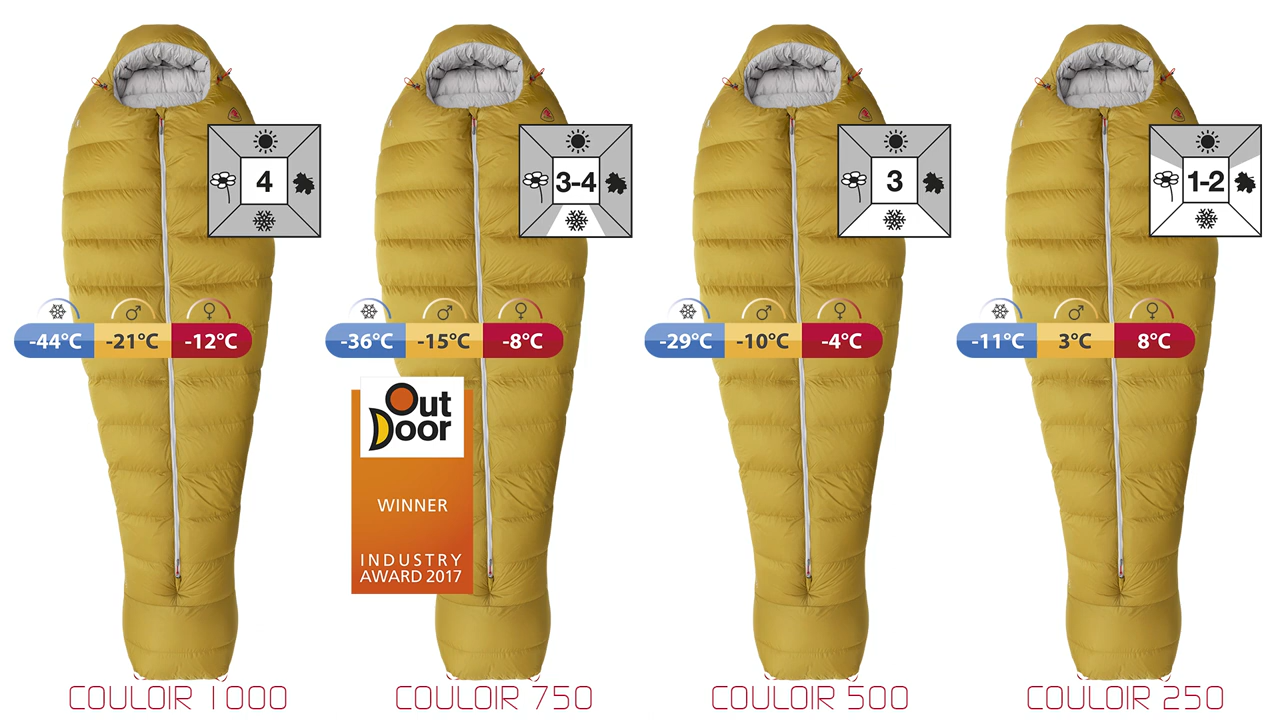 4
3-4
3
1-2
-44°C -21°C -12°C
-36°C -15°C -8°C
-29°C -10°C -4°C
-11°C 3°C 8°C
Out
Door
WINNER
INDUSTRY
AWARD 2017
COULOIR 1000
COULOIR 750
COULOIR 500
COULOIR 250